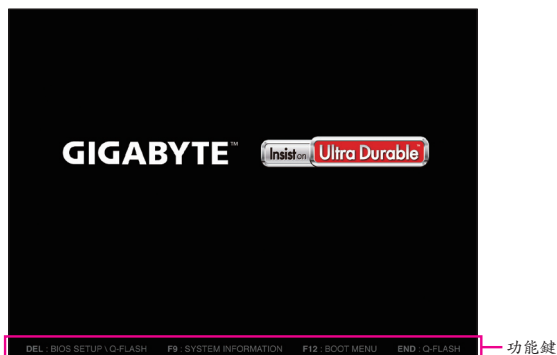 GIGABYTE™
Insist on Ultra Durable™
DEL : BIOS SETUP \ Q-FLASH F9 : SYSTEM INFORMATION F12 : BOOT MENU END : Q-FLASH
功能鍵